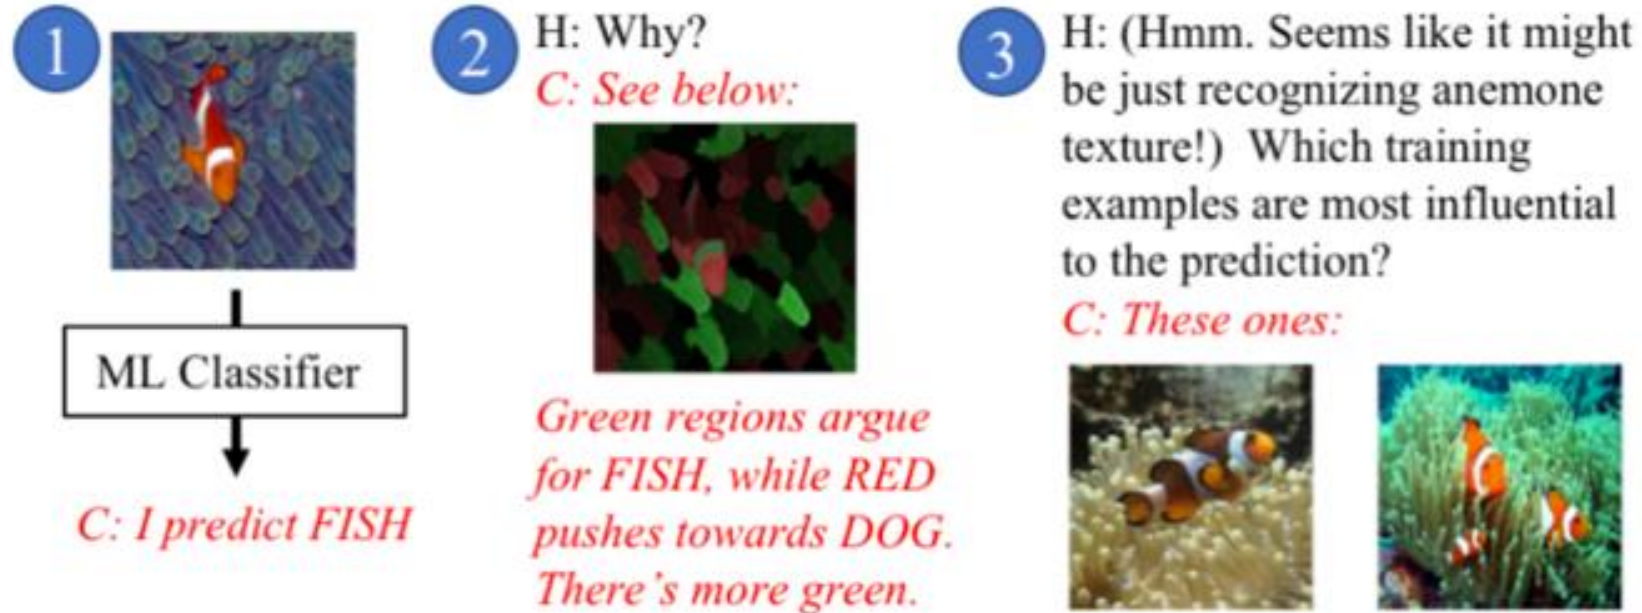 1
ML Classifier
C: I predict FISH
2
H: Why?
C: See below:
Green regions argue
for FISH, while RED
pushes towards DOG.
There’s more green.
3
H: (Hmm. Seems like it might
be just recognizing anemone
texture!) Which training
examples are most influential
to the prediction?
C: These ones: